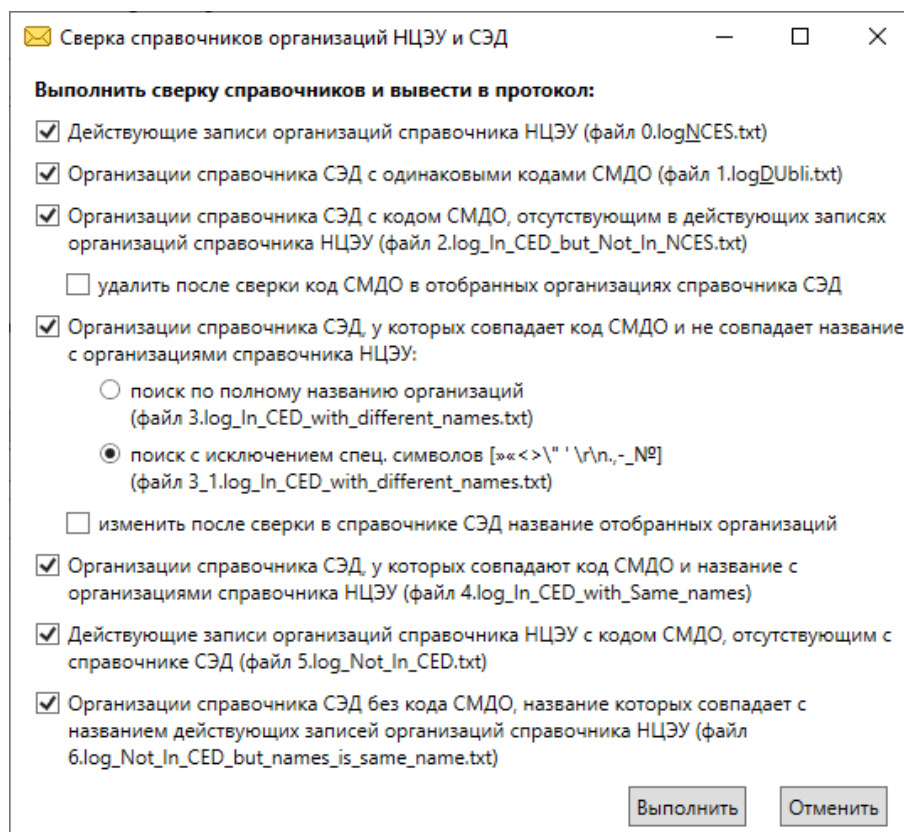 Сверка справочников организаций НЦЭУ и СЭД
Выполнить сверку справочников и вывести в протокол:
Действующие записи организаций справочника НЦЭУ (файл 0.logNCES.txt)
Организации справочника СЭД с одинаковыми кодами СМДО (файл 1.logDUbli.txt)
Организации справочника СЭД с кодом СМДО, отсутствующим в действующих записях
организаций справочника НЦЭУ (файл 2.log_In_CED_but_Not_In_NCES.txt)
удалить после сверки код СМДО в отобранных организациях справочника СЭД
Организации справочника СЭД, у которых совпадает код СМДО и не совпадает название
с организациями справочника НЦЭУ:
поиск по полному названию организаций
(файл 3.log_In_CED_with_different_names.txt)
поиск с исключением спец. символов [»«<>\" ' \r\n.,-_№]
(файл 3_1.log_In_CED_with_different_names.txt)
изменить после сверки в справочнике СЭД название отобранных организаций
Организации справочника СЭД, у которых совпадают код СМДО и название с
организациями справочника НЦЭУ (файл 4.log_In_CED_with_Same_names)
Действующие записи организаций справочника НЦЭУ с кодом СМДО, отсутствующим с
справочнике СЭД (файл 5.log_Not_In_CED.txt)
Организации справочника СЭД без кода СМДО, название которых совпадает с
названием действующих записей организаций справочника НЦЭУ (файл
6.log_Not_In_CED_but_names_is_same_name.txt)
Выполнить
Отменить